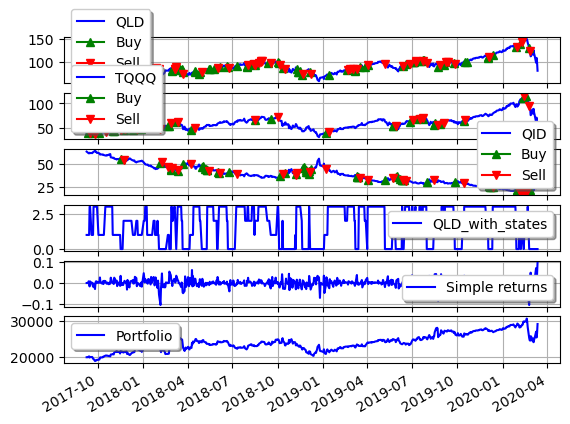 QLD
Buy
Sell
150
100
TQQQ
Buy
Sell
100
50
QID
Buy
Sell
50
25
QLD_with_states
2.5
0.0
Simple returns
0.1
0.0
−0.1
Portfolio
30000
20000
2017-10
2018-01
2018-04
2018-07
2018-10
2019-01
2019-04
2019-07
2019-10
2020-01
2020-04